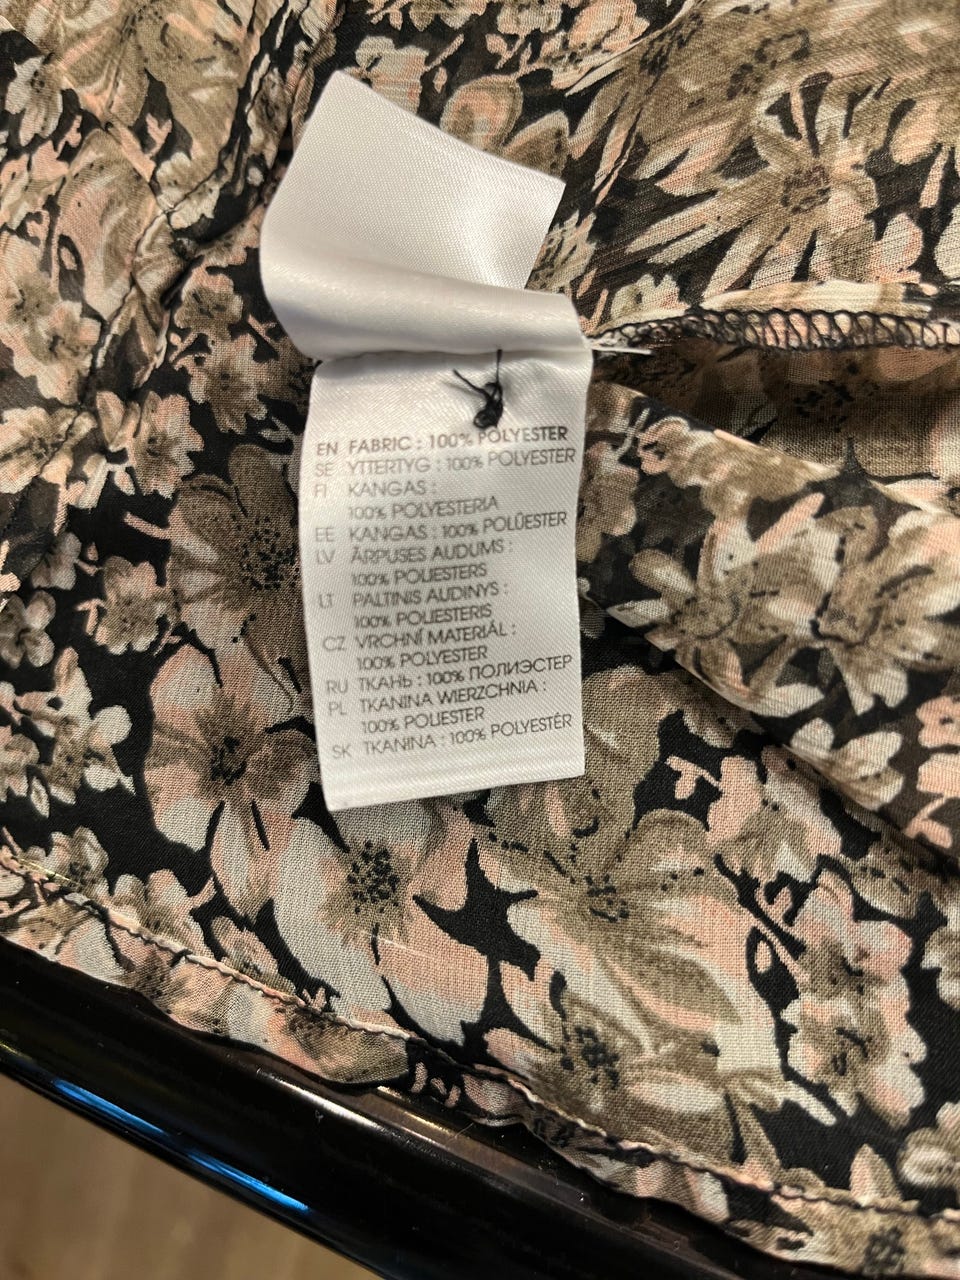 EN FABRIC : 100% POLYESTER
SE YTTERTYG : 100% POLYESTER
FI KANGAS :
100% POLYESTERIA
EE KANGAS : 100% POLÜESTER
LV ĀRPUSES AUDUMS :
100% POLIESTERS
LT PALTINIS AUDINYS :
100% POLIESTERIS
CZ VRCHNÍ MATERIÁL :
100% POLYESTER
RU ТКАНЬ : 100% ПОЛИЭСТЕР
PL TKANINA WIERZCHNIA :
100% POLIESTER
SK TKANINA : 100% POLYESTÉR